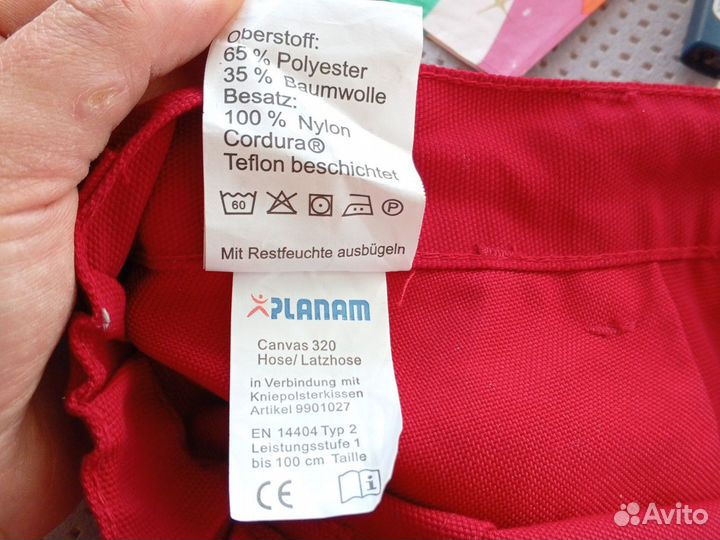 Oberstoff:
65 % Polyester
35 % Baumwolle
Besatz:
100 % Nylon
Cordura®
Teflon beschichtet
60 P
Mit Restfeuchte ausbügeln
PLANAM
Canvas 320
Hose/ Latzhose
in Verbindung mit
Kniepolsterkissen
Artikel 9901027
EN 14404 Typ 2
Leistungsstufe 1
bis 100 cm Taille
CE i
Avito